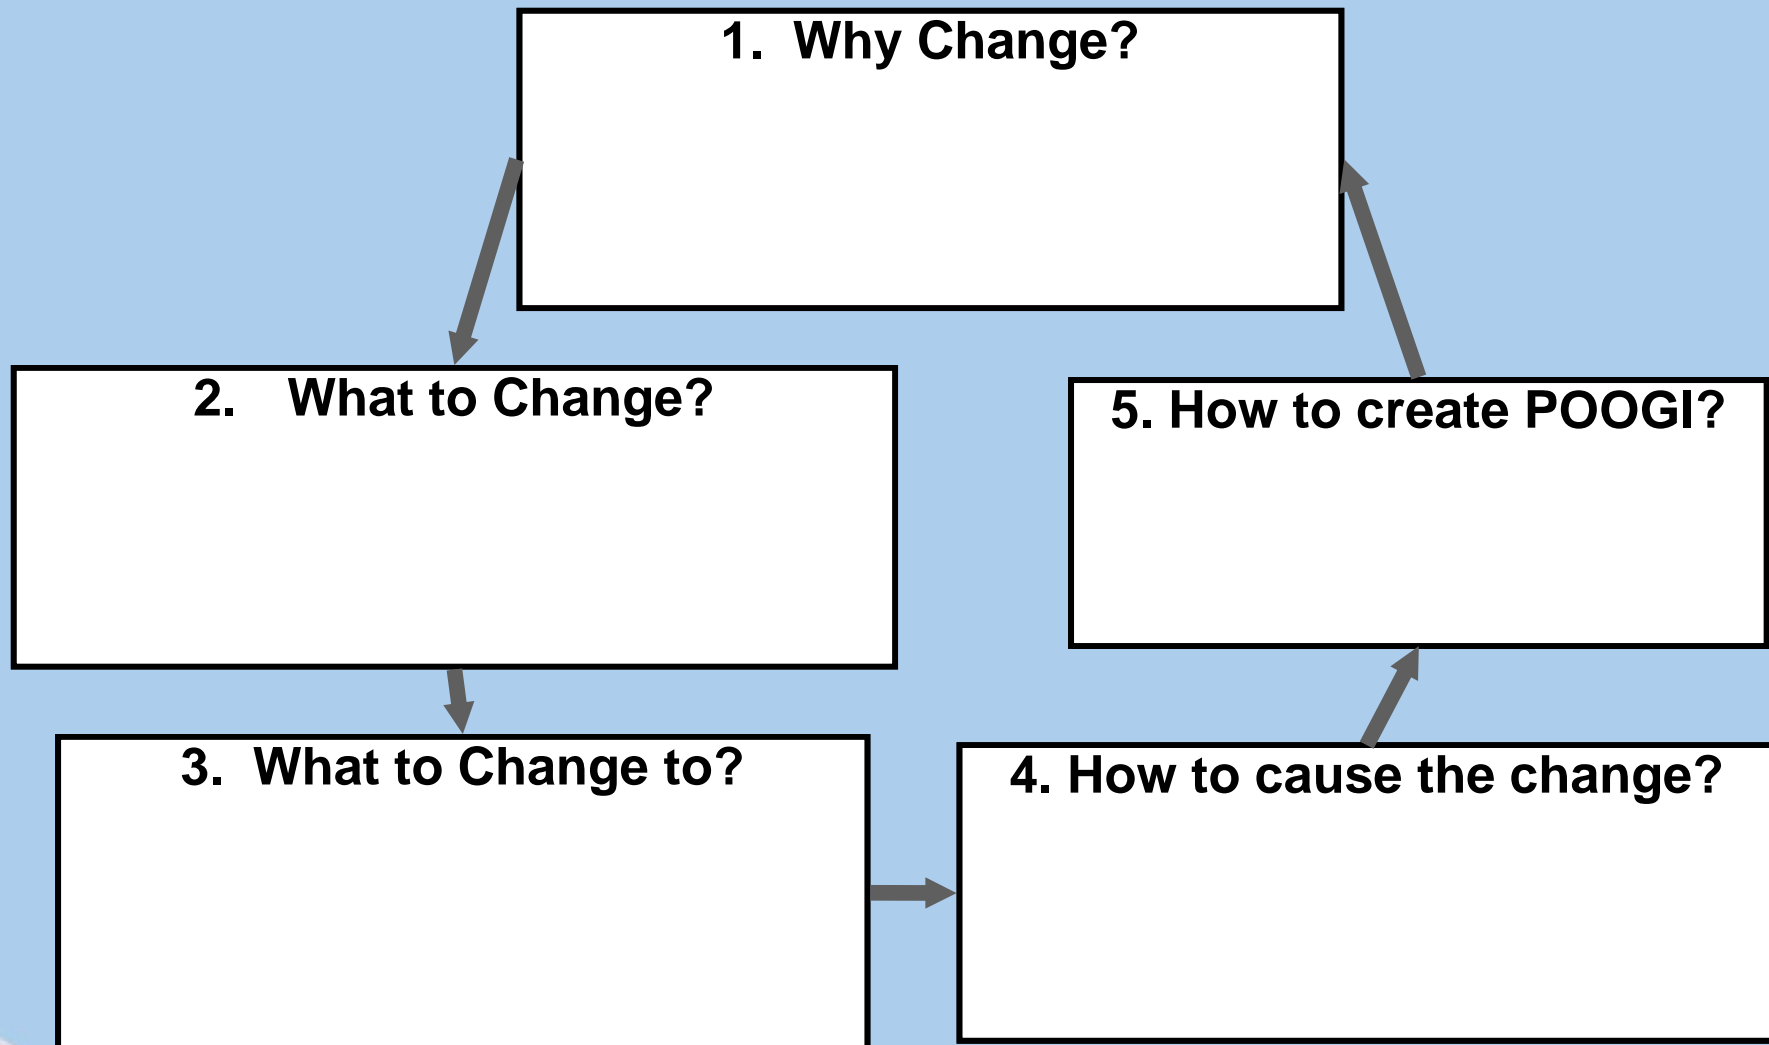 1. Why Change?
2. What to Change?
3. What to Change to?
4. How to cause the change?
5. How to create POOGI?